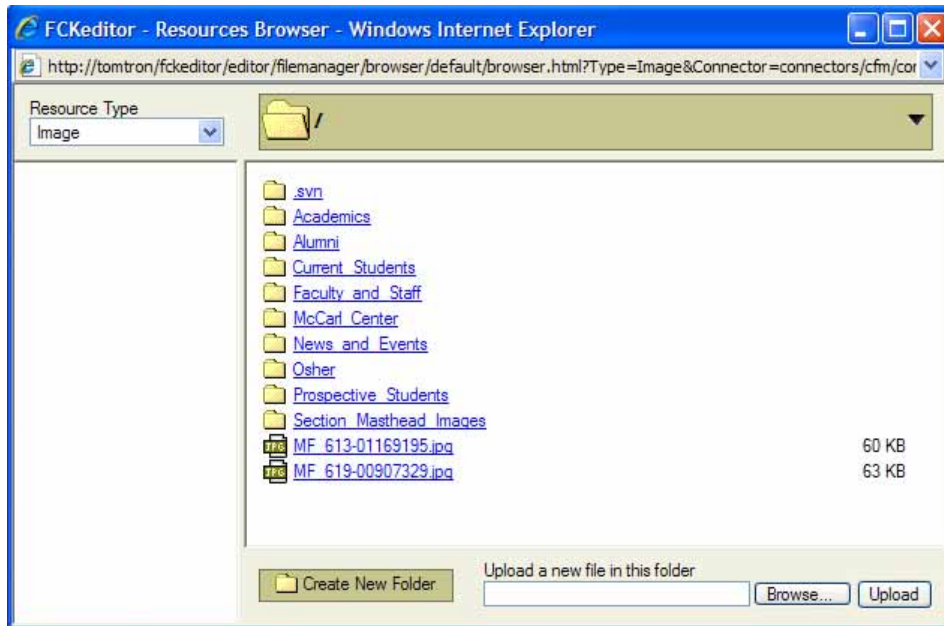 FCKeditor - Resources Browser - Windows Internet Explorer
http://tomtron/fckeditor/editor/filemanager/browser/default/browser.html?Type=Image&Connector=connectors/cfm/cor
Resource Type
Image
/
.svn
Academics
Alumni
Current_Students
Faculty_and_Staff
McCarl_Center
News_and_Events
Osher
Prospective_Students
Section_Masthead_Images
JPG MF_613-01169195.jpg 60 KB
JPG MF_619-00907329.jpg 63 KB
Upload a new file in this folder
Create New Folder
Browse... Upload